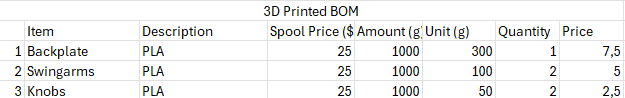 3D Printed BOM
Item Description Spool Price ($ Amount (g Unit (g) Quantity Price
1 Backplate PLA 25 1000 300 1 7,5
2 Swingarms PLA 25 1000 100 2 5
3 Knobs PLA 25 1000 50 2 2,5